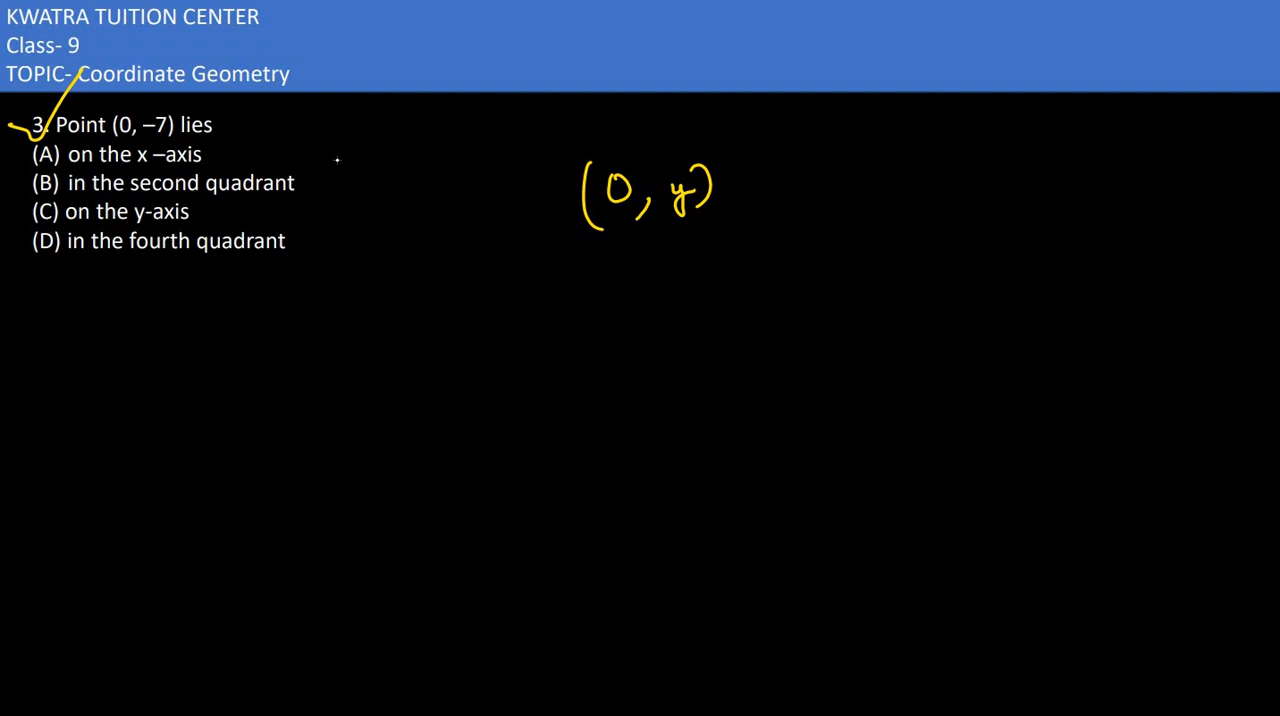 KWATRA TUITION CENTER
Class- 9
TOPIC- Coordinate Geometry
3. Point (0, –7) lies
(A) on the x –axis
(0, y)
(B) in the second quadrant
(C) on the y-axis
(D) in the fourth quadrant